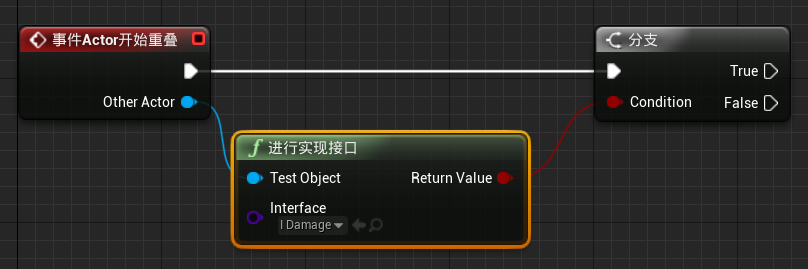 事件Actor开始重叠
Other Actor
进行实现接口
Test Object
Return Value
Interface
I Damage
分支
True
Condition
False